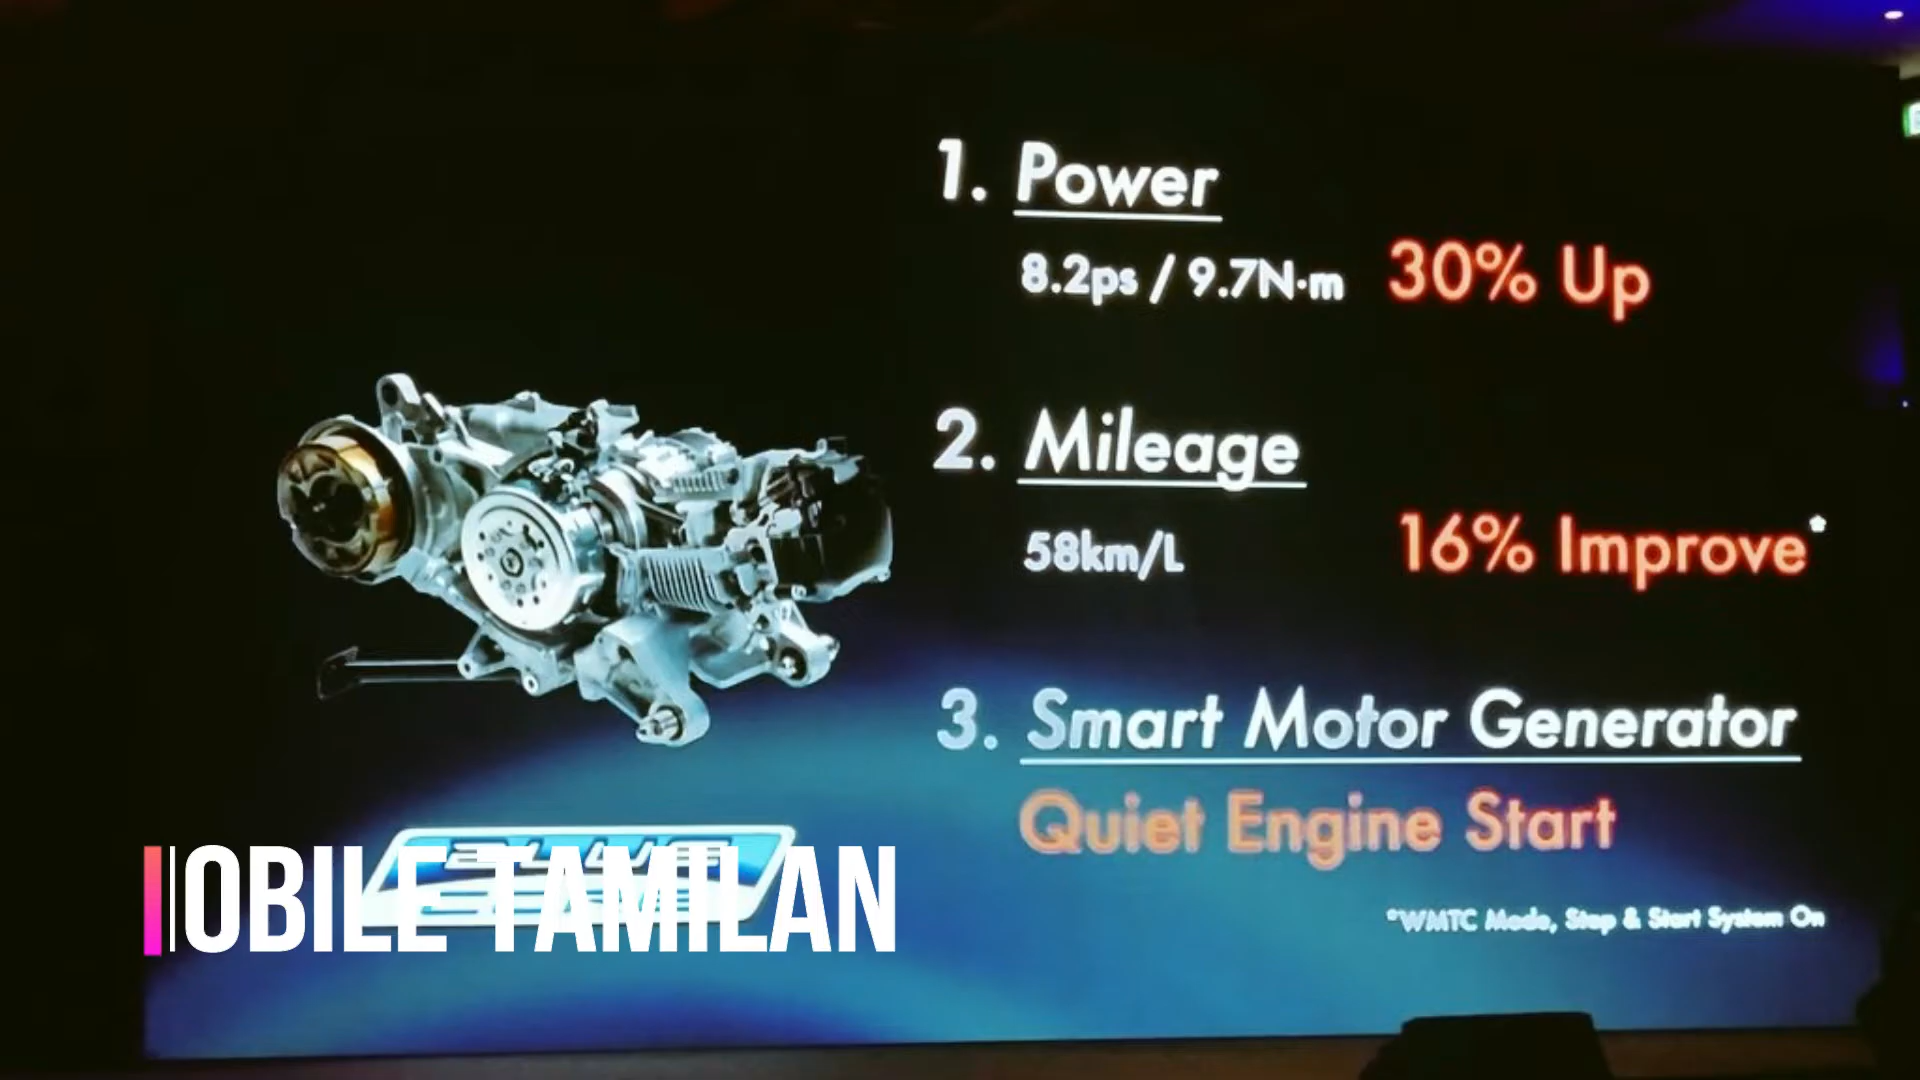 1. Power
8.2ps / 9.7N·m 30% Up
2. Mileage
58km/L 16% Improve*
3. Smart Motor Generator
Quiet Engine Start
*WMTC Mode, Stop & Start System On
OBILE TAMILAN